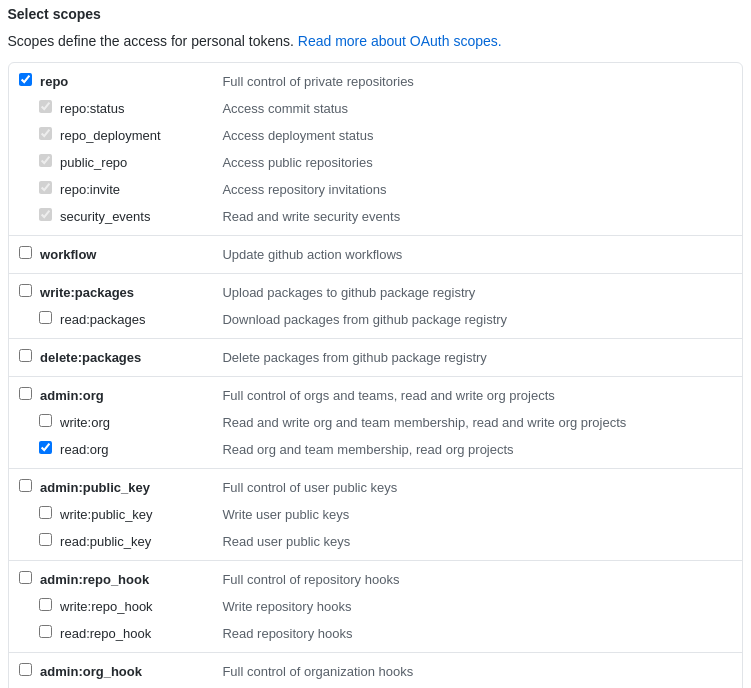 Select scopes
Scopes define the access for personal tokens. Read more about OAuth scopes.
repo Full control of private repositories
repo:status Access commit status
repo_deployment Access deployment status
public_repo Access public repositories
repo:invite Access repository invitations
security_events Read and write security events
workflow Update github action workflows
write:packages Upload packages to github package registry
read:packages Download packages from github package registry
delete:packages Delete packages from github package registry
admin:org Full control of orgs and teams, read and write org projects
write:org Read and write org and team membership, read and write org projects
read:org Read org and team membership, read org projects
admin:public_key Full control of user public keys
write:public_key Write user public keys
read:public_key Read user public keys
admin:repo_hook Full control of repository hooks
write:repo_hook Write repository hooks
read:repo_hook Read repository hooks
admin:org_hook Full control of organization hooks